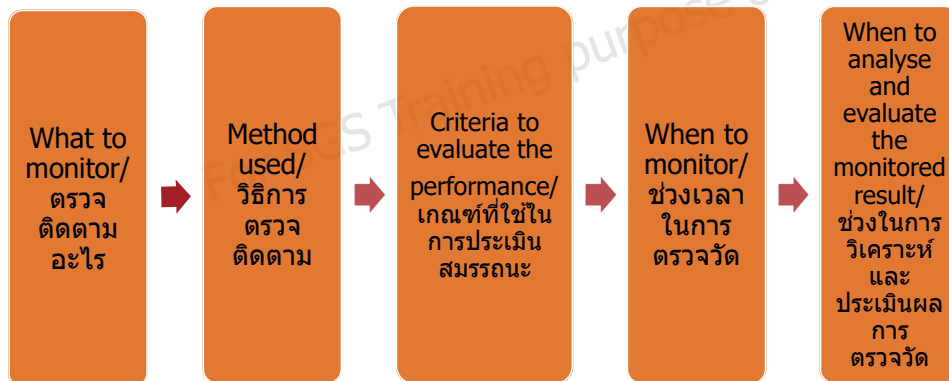 What to
monitor/
ตรวจ
ติดตาม
อะไร
Method
used/
วิธีการ
ตรวจ
ติดตาม
Criteria to
evaluate the
performance/
เกณฑ์ที่ใช้ใน
การประเมิน
สมรรถนะ
When to
monitor/
ช่วงเวลา
ในการ
ตรวจวัด
When to
analyse
and
evaluate
the
monitored
result/
ช่วงในการ
วิเคราะห์
และ
ประเมินผล
การ
ตรวจวัด
Training purpose